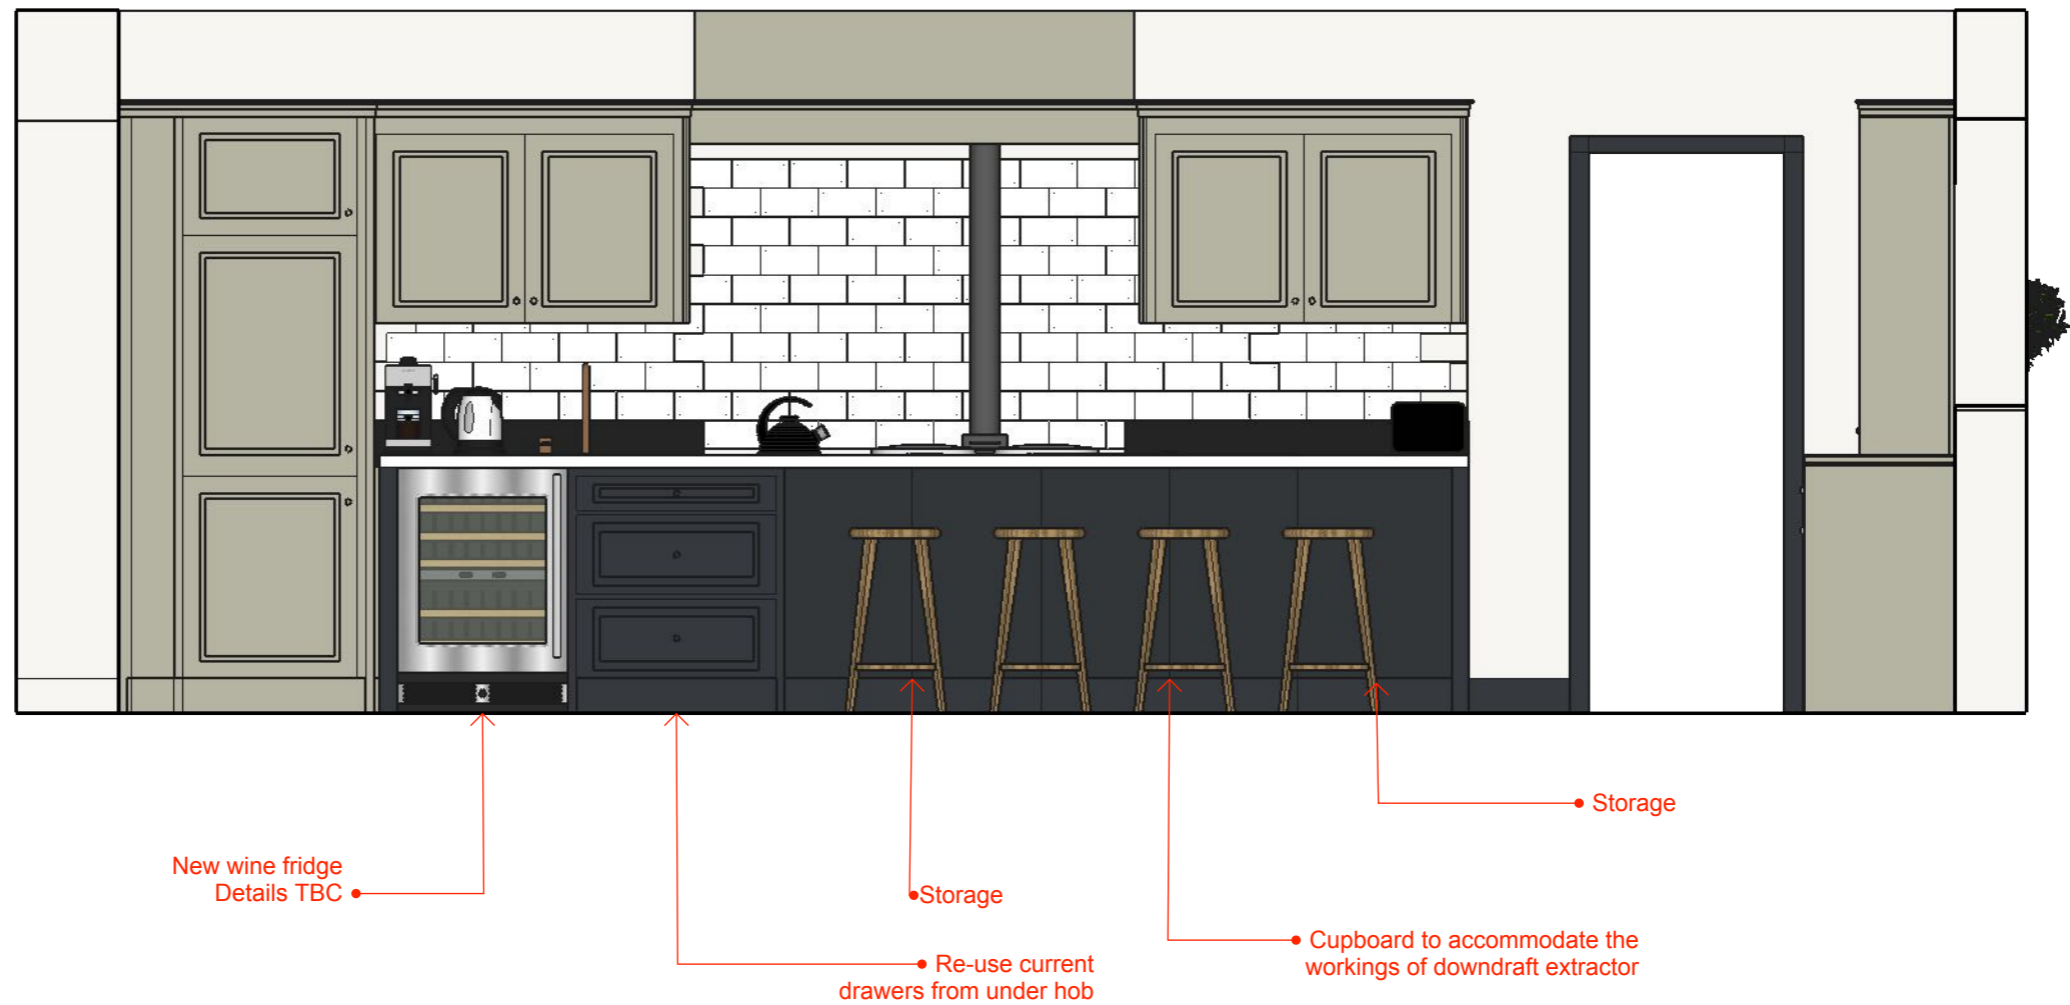 Storage
New wine fridge
Details TBC
Storage
Cupboard to accommodate the
workings of downdraft extractor
Re-use current
drawers from under hob